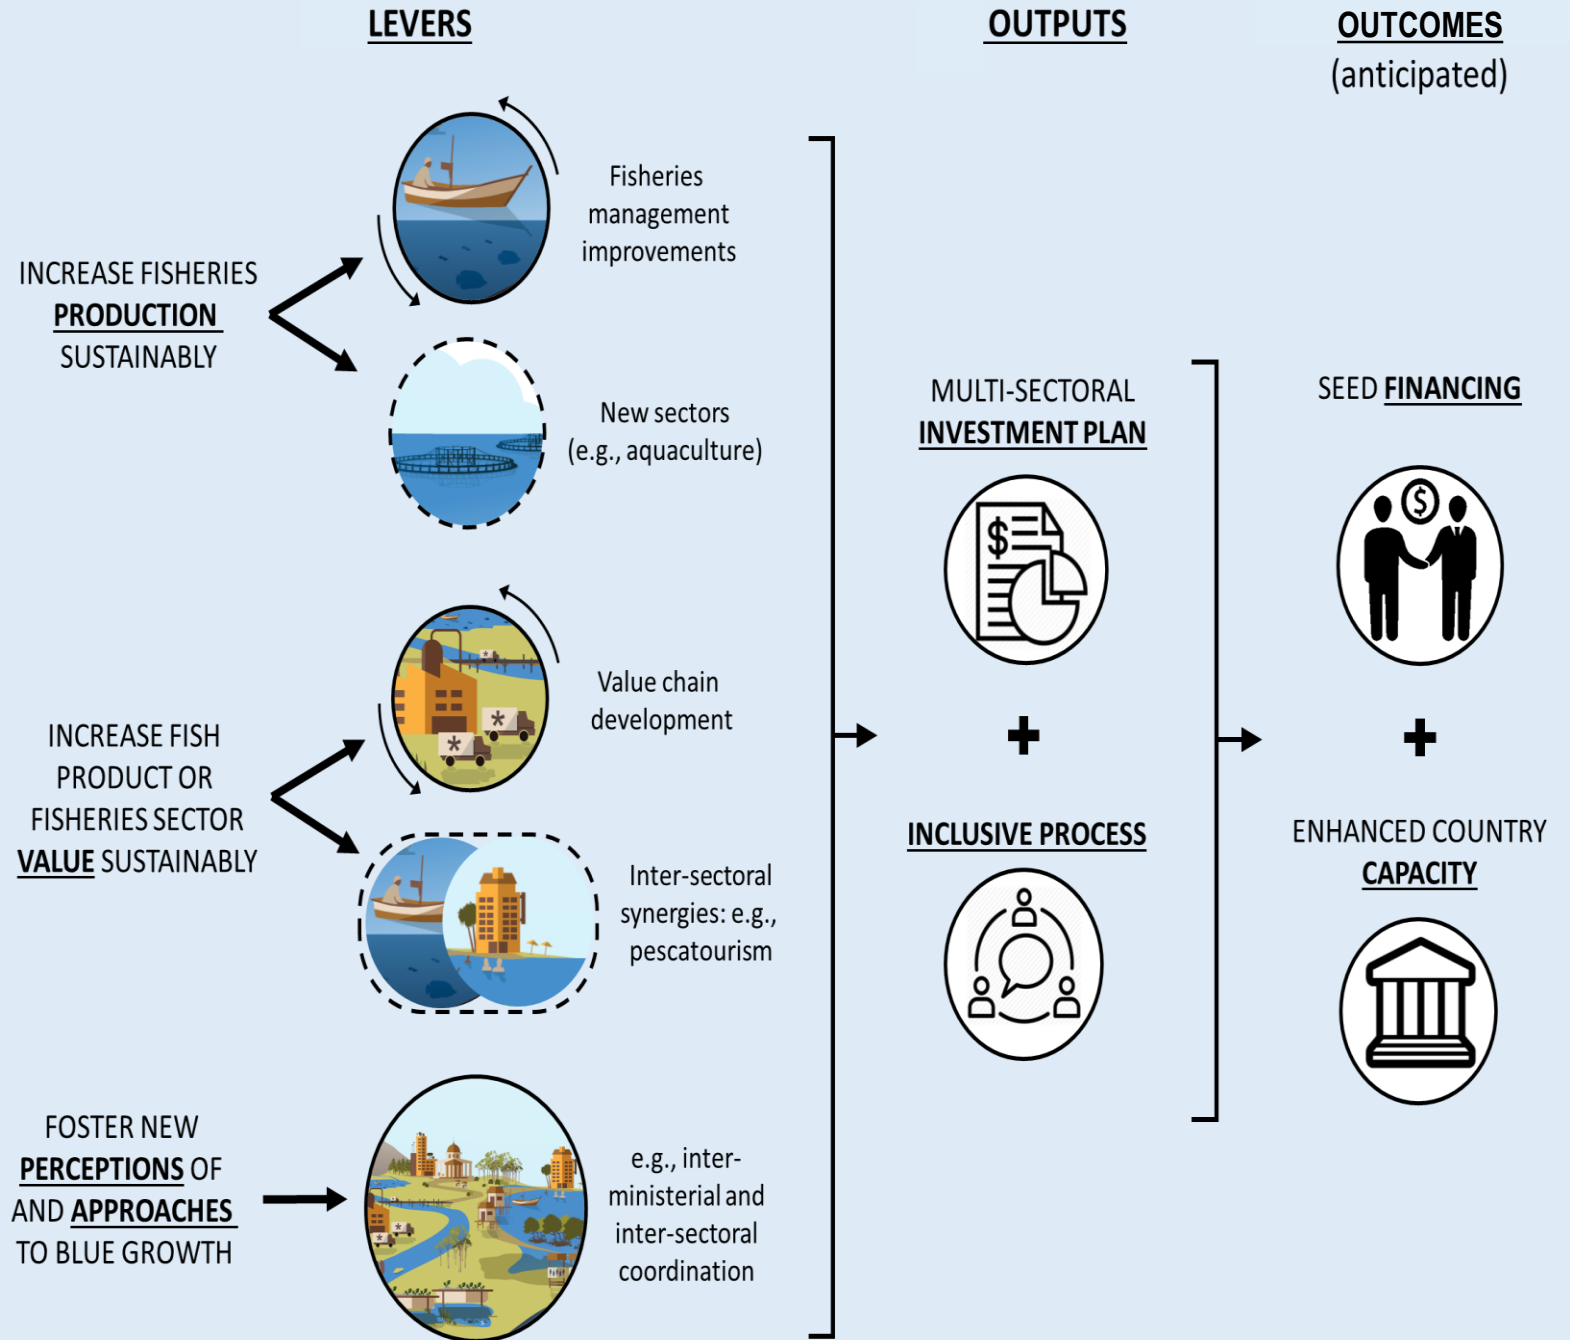 LEVERS
OUTPUTS
OUTCOMES
(anticipated)
INCREASE FISHERIES
PRODUCTION
SUSTAINABLY
Fisheries
management
improvements
New sectors
(e.g., aquaculture)
INCREASE FISH
PRODUCT OR
FISHERIES SECTOR
VALUE SUSTAINABLY
Value chain
development
Inter-sectoral
synergies: e.g.,
pescatourism
FOSTER NEW
PERCEPTIONS OF
AND APPROACHES
TO BLUE GROWTH
e.g., inter-
ministerial and
inter-sectoral
coordination
MULTI-SECTORAL
INVESTMENT PLAN
$
+
INCLUSIVE PROCESS
SEED FINANCING
$
+
ENHANCED COUNTRY
CAPACITY